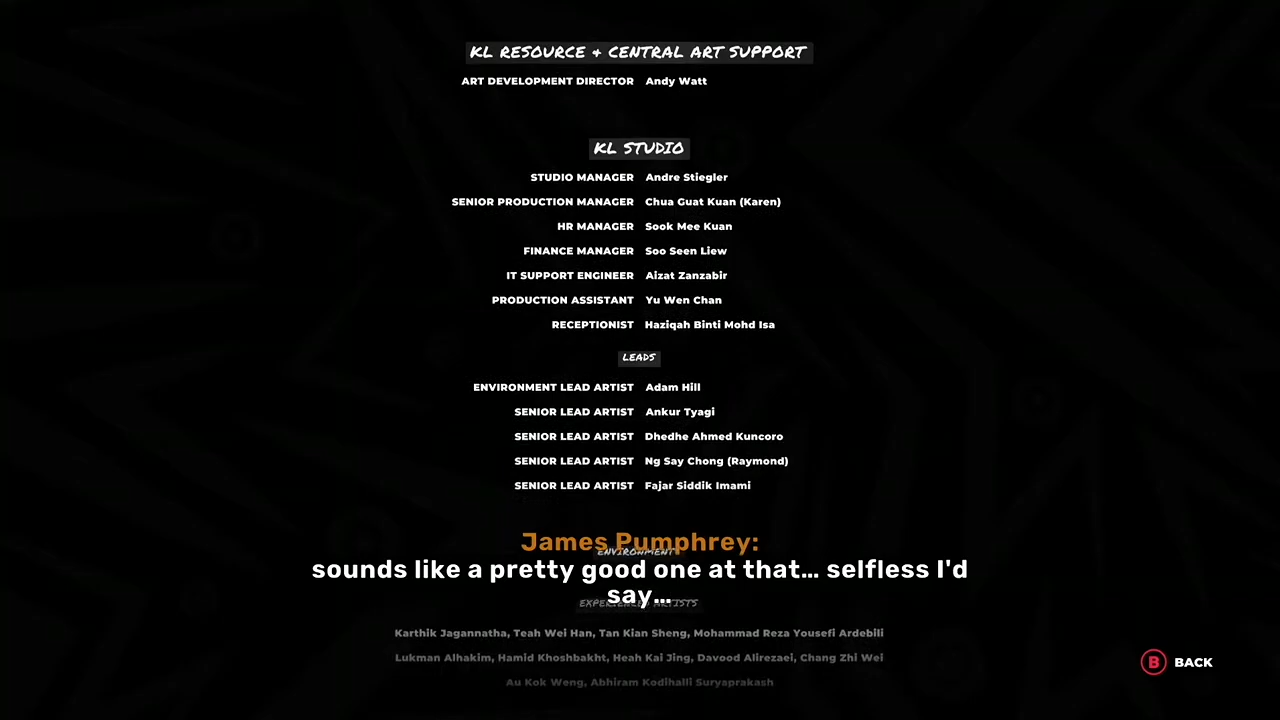 KL RESOURCE & CENTRAL ART SUPPORT
ART DEVELOPMENT DIRECTOR Andy Watt
KL STUDIO
STUDIO MANAGER Andre Stiegler
SENIOR PRODUCTION MANAGER Chua Guat Kuan (Karen)
HR MANAGER Sook Mee Kuan
FINANCE MANAGER Soo Seen Liew
IT SUPPORT ENGINEER Aizat Zanzabir
PRODUCTION ASSISTANT Yu Wen Chan
RECEPTIONIST Haziqah Binti Mohd Isa
LEADS
ENVIRONMENT LEAD ARTIST Adam Hill
SENIOR LEAD ARTIST Ankur Tyagi
SENIOR LEAD ARTIST Dhedhe Ahmed Kuncoro
SENIOR LEAD ARTIST Ng Say Chong (Raymond)
SENIOR LEAD ARTIST Fajar Siddik Imami
James Pumphrey:
ENVIRONMENT
sounds like a pretty good one at that... selfless I'd
say...
EXPERIENCED ARTISTS
Karthik Jagannatha, Teah Wei Han, Tan Kian Sheng, Mohammad Reza Yousefi Ardebili
Lukman Alhakim, Hamid Khoshbakht, Heah Kai Jing, Davood Alirezaei, Chang Zhi Wei
Au Kok Weng, Abhiram Kodihalli Suryaprakash
B BACK